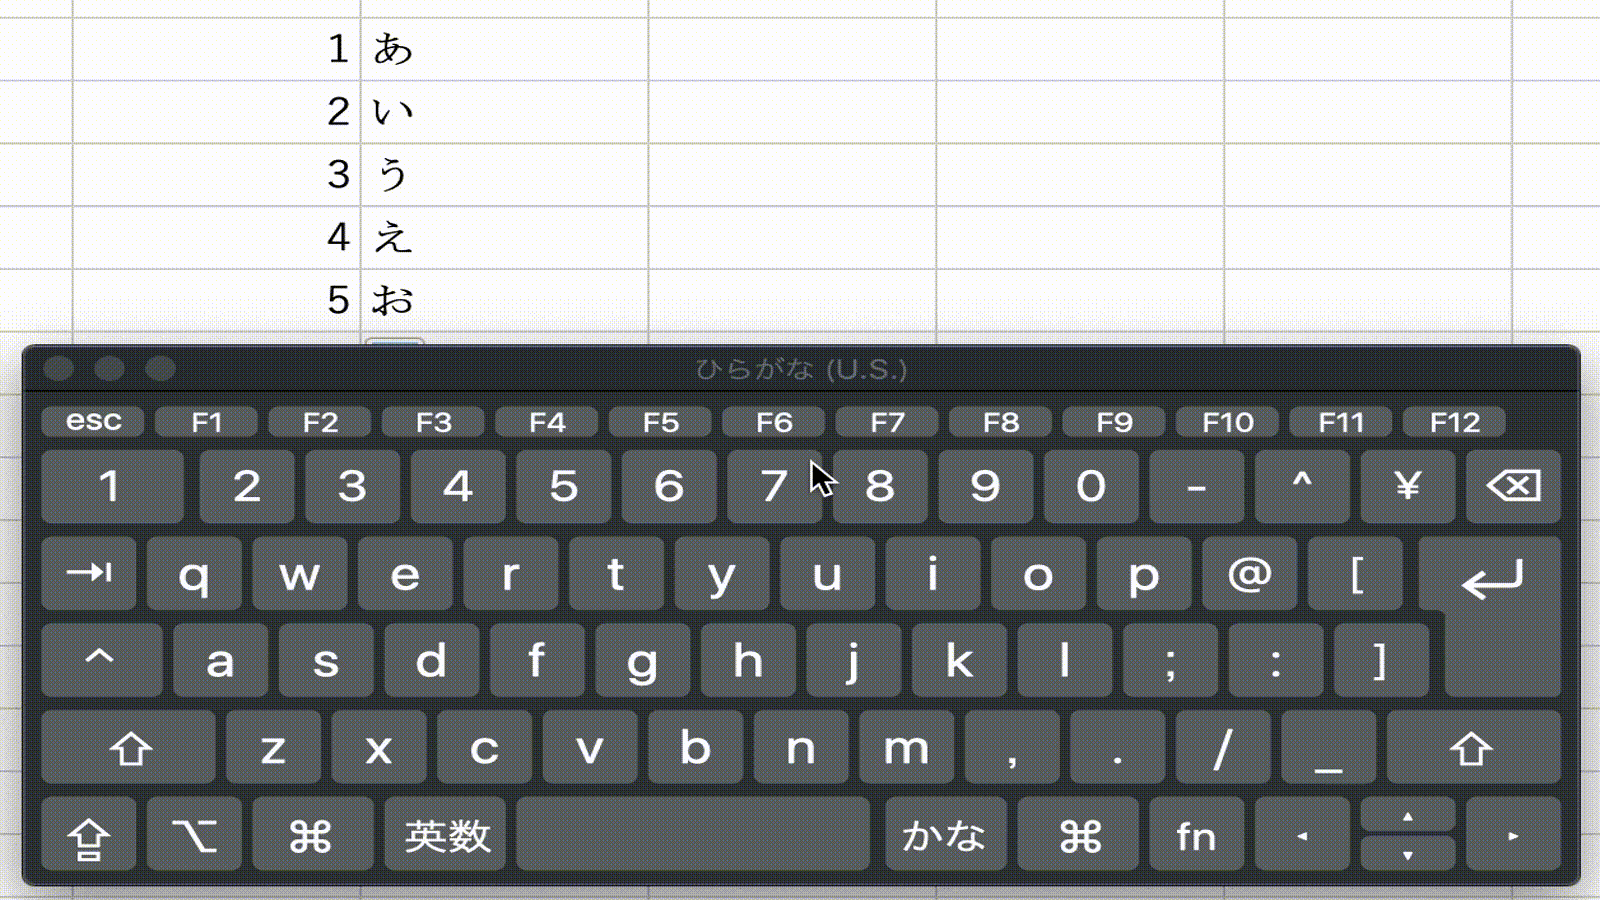 1 あ
2 い
3 う
4 え
5 お
ひらがな (U.S.)
esc F1 F2 F3 F4 F5 F6 F7 F8 F9 F10 F11 F12
1 2 3 4 5 6 7 8 9 0 - ^ ¥ ⌫
⇥ q w e r t y u i o p @ [ ↵
^ a s d f g h j k l ; : ]
⇧ z x c v b n m , . / _ ⇧
⇪ ⌥ ⌘ 英数 かな ⌘ fn ◂ ▴ ▾ ▸